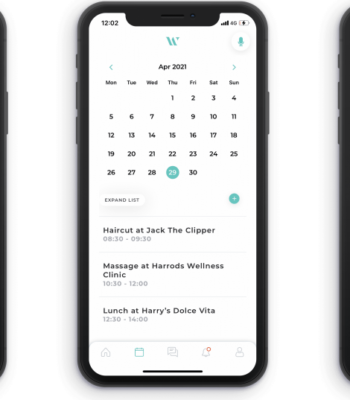 12:02 4G
W
Apr 2021
Mon Tue Wed Thu Fri Sat Sun
1 2 3 4
5 6 7 8 9 10 11
12 13 14 15 16 17 18
19 20 21 22 23 24 25
26 27 28 29 30
EXPAND LIST
Haircut at Jack The Clipper
08:30 - 09:30
Massage at Harrods Wellness
Clinic
10:30 - 12:00
Lunch at Harry's Dolce Vita
12:30 - 14:00